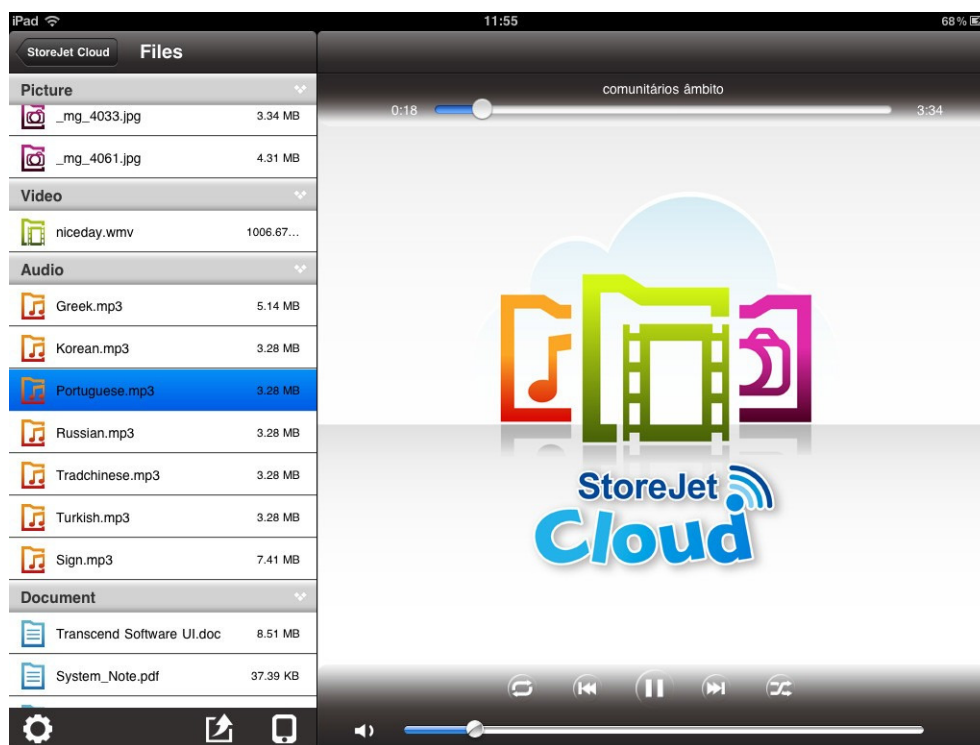 iPad 11:55 68%
StoreJet Cloud Files
Picture
_mg_4033.jpg 3.34 MB
_mg_4061.jpg 4.31 MB
Video
niceday.wmv 1006.67...
Audio
Greek.mp3 5.14 MB
Korean.mp3 3.28 MB
Portuguese.mp3 3.28 MB
Russian.mp3 3.28 MB
Tradchinese.mp3 3.28 MB
Turkish.mp3 3.28 MB
Sign.mp3 7.41 MB
Document
Transcend Software UI.doc 8.51 MB
System_Note.pdf 37.39 KB
comunitários âmbito
0:18 3:34
StoreJet
Cloud